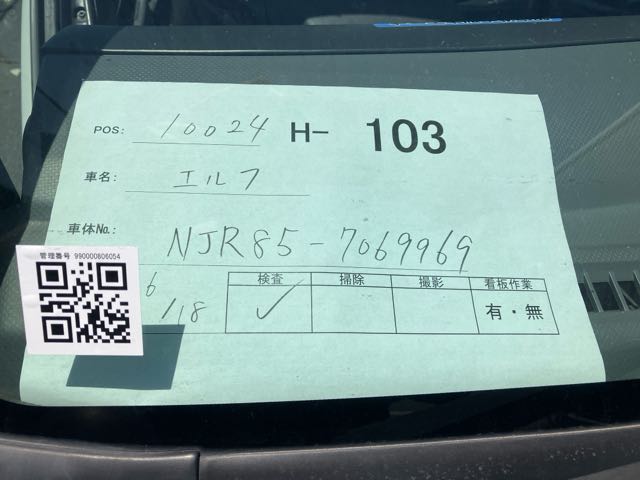 POS: 10024 H- 103
車名: エルフ
車体No.: NJR85-7069969
管理番号 990000806054
6/18
検査 掃除 撮影 看板作業
✓ 有・無